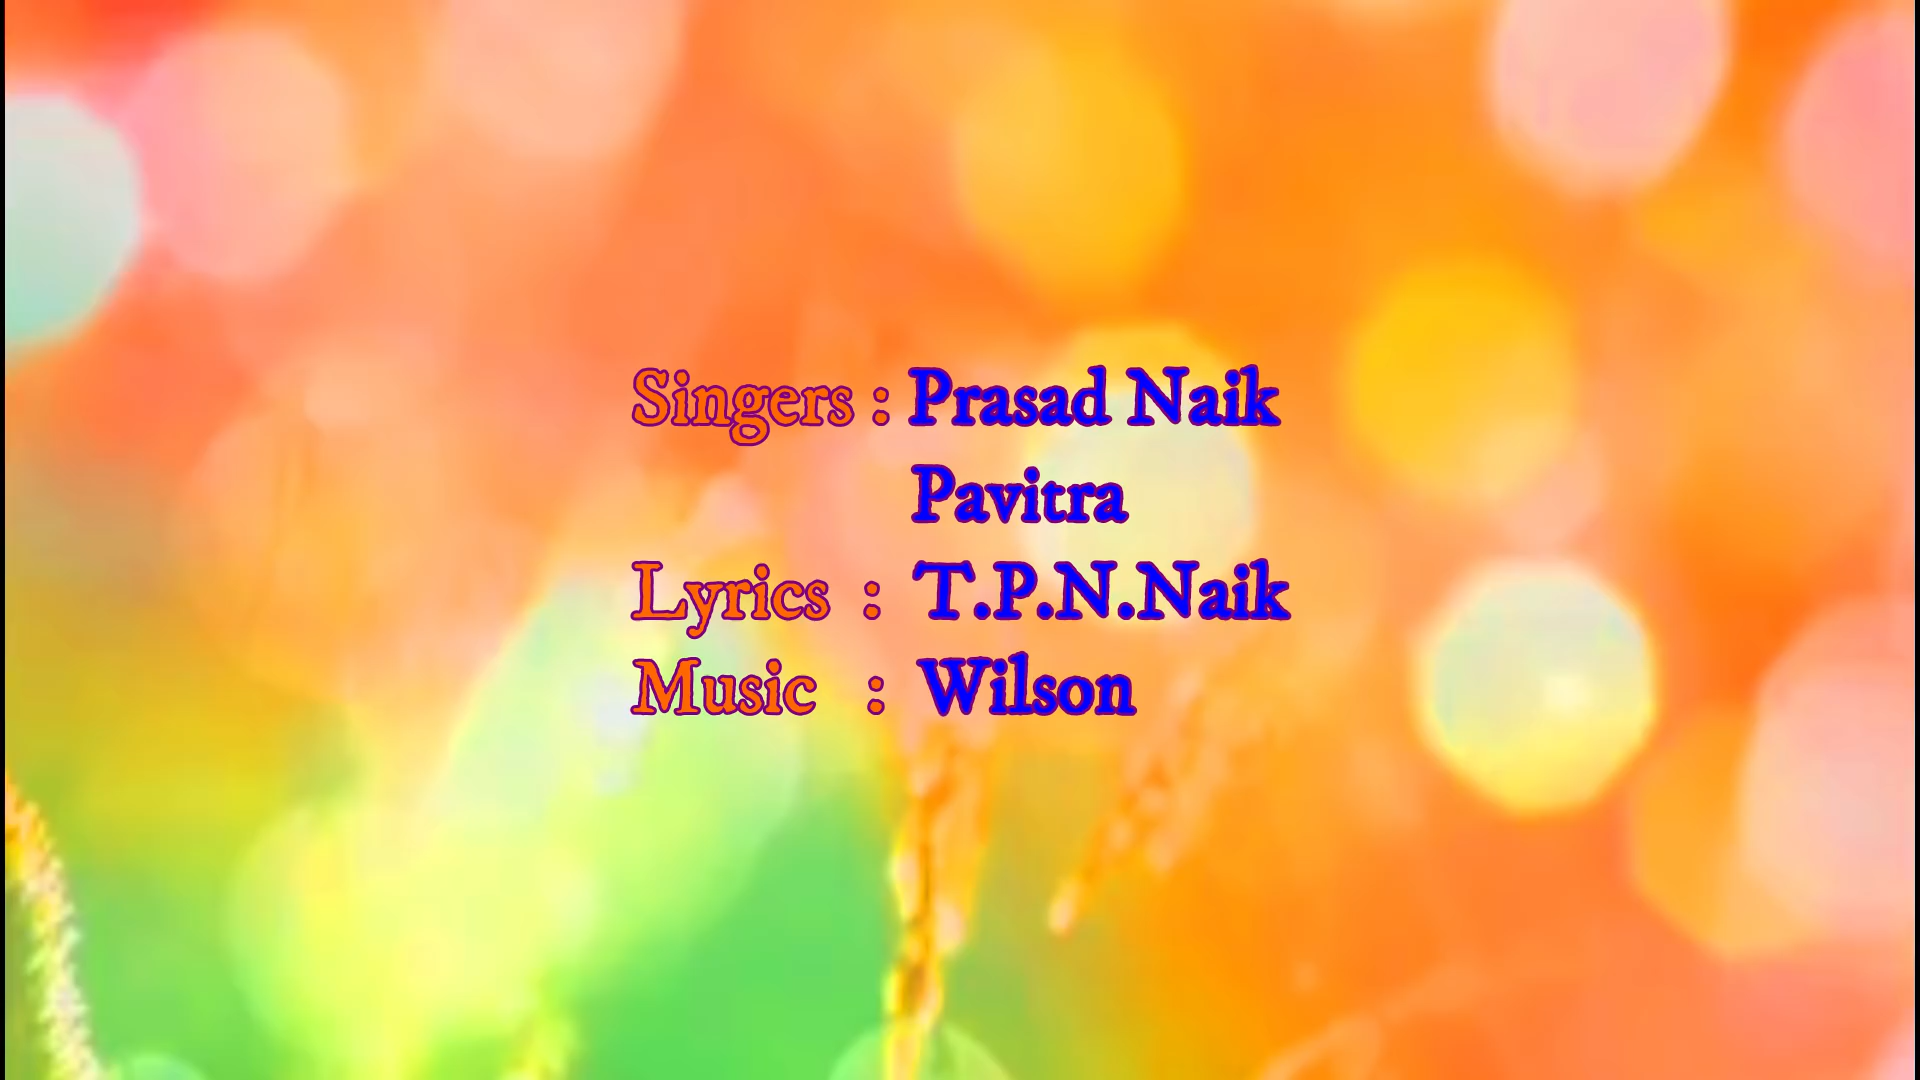 Singers : Prasad Naik
Pavitra
Lyrics : T.P.N.Naik
Music : Wilson